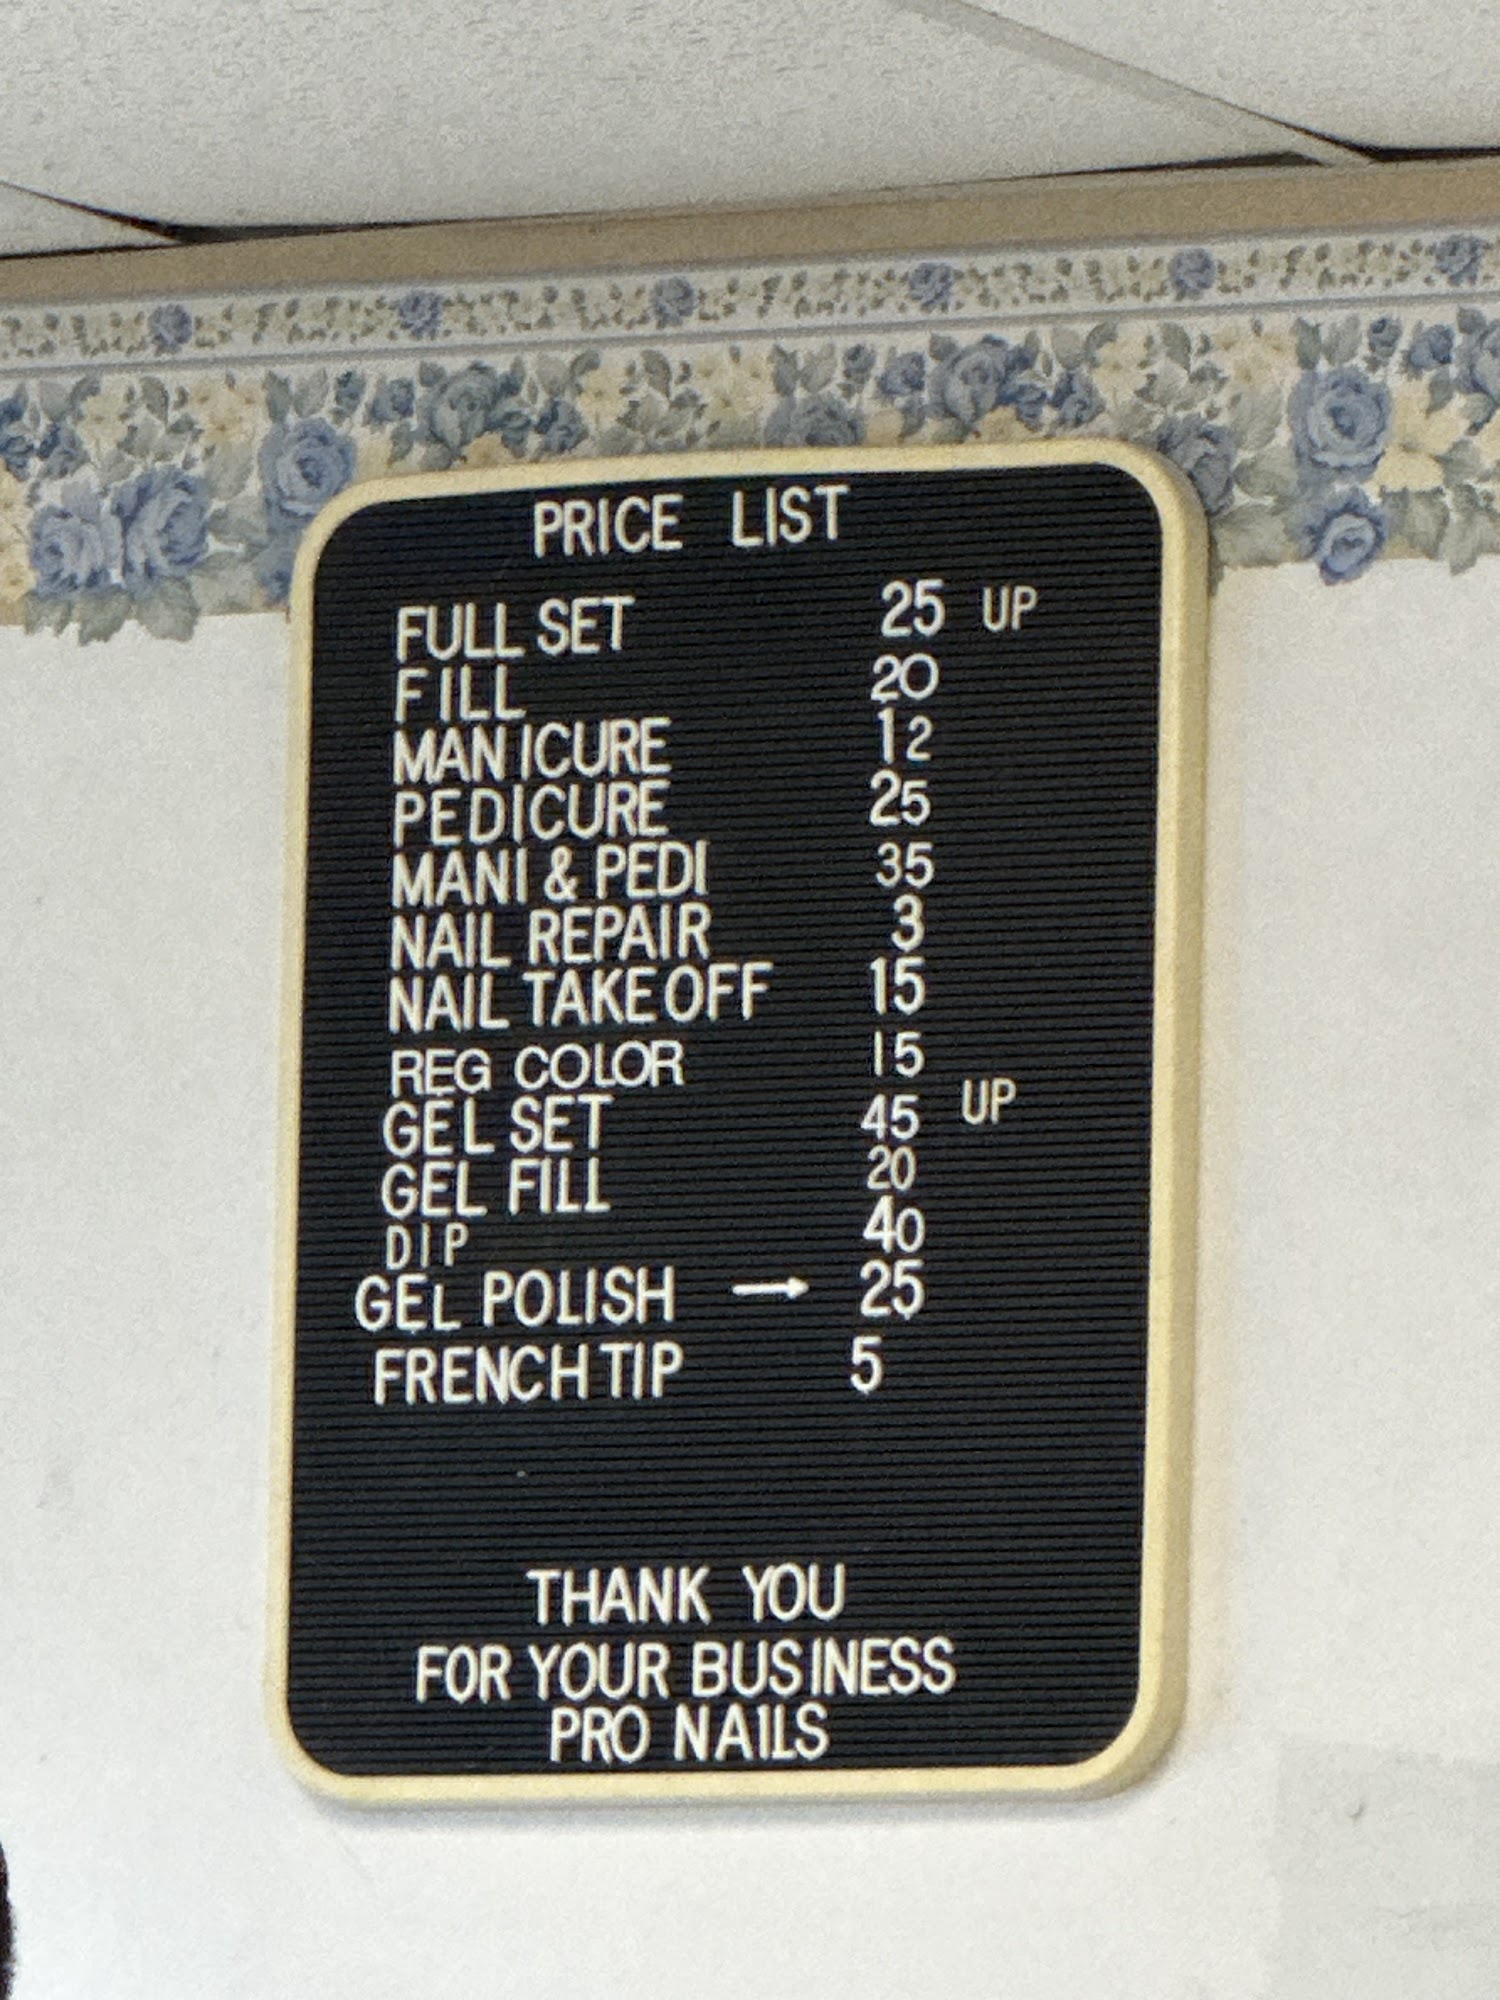 PRICE LIST
FULL SET 25 UP
FILL 20
MANICURE 12
PEDICURE 25
MANI & PEDI 35
NAIL REPAIR 3
NAIL TAKE OFF 15
REG COLOR 15
GEL SET 45 UP
GEL FILL 20
DIP 40
GEL POLISH → 25
FRENCH TIP 5
THANK YOU
FOR YOUR BUSINESS
PRO NAILS